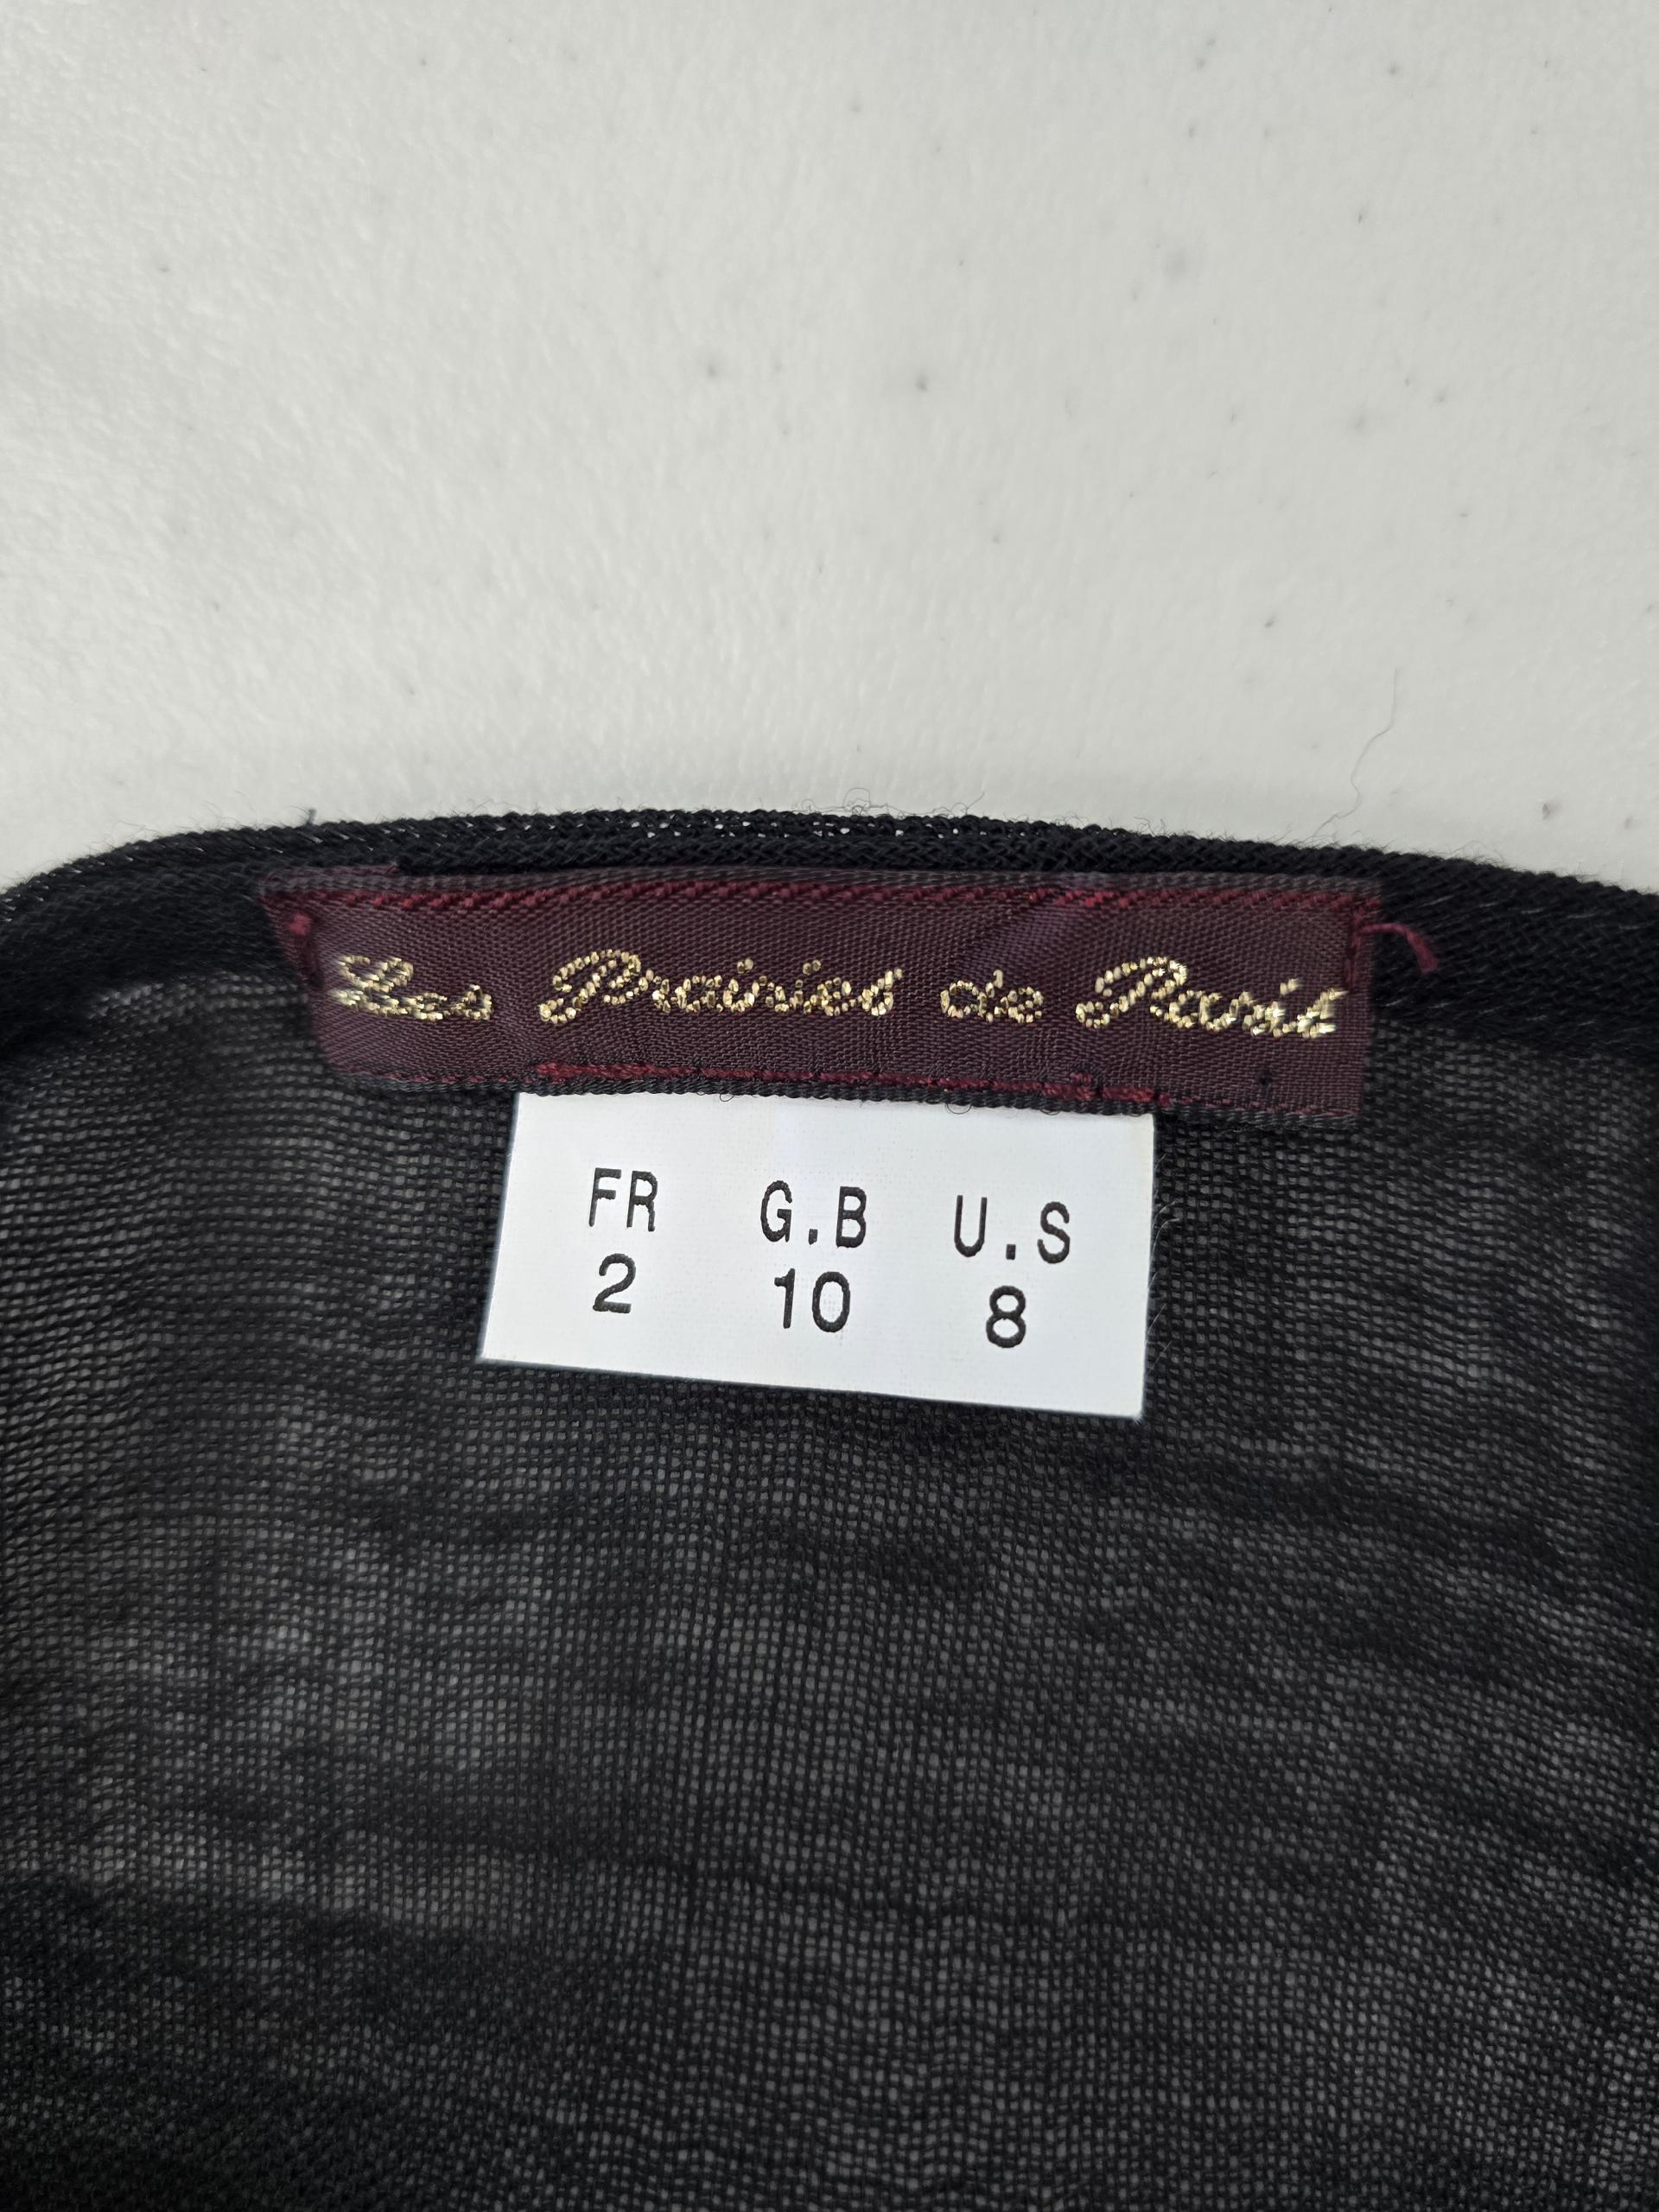 Les Prairies de Paris
FR G.B U.S
2 10 8